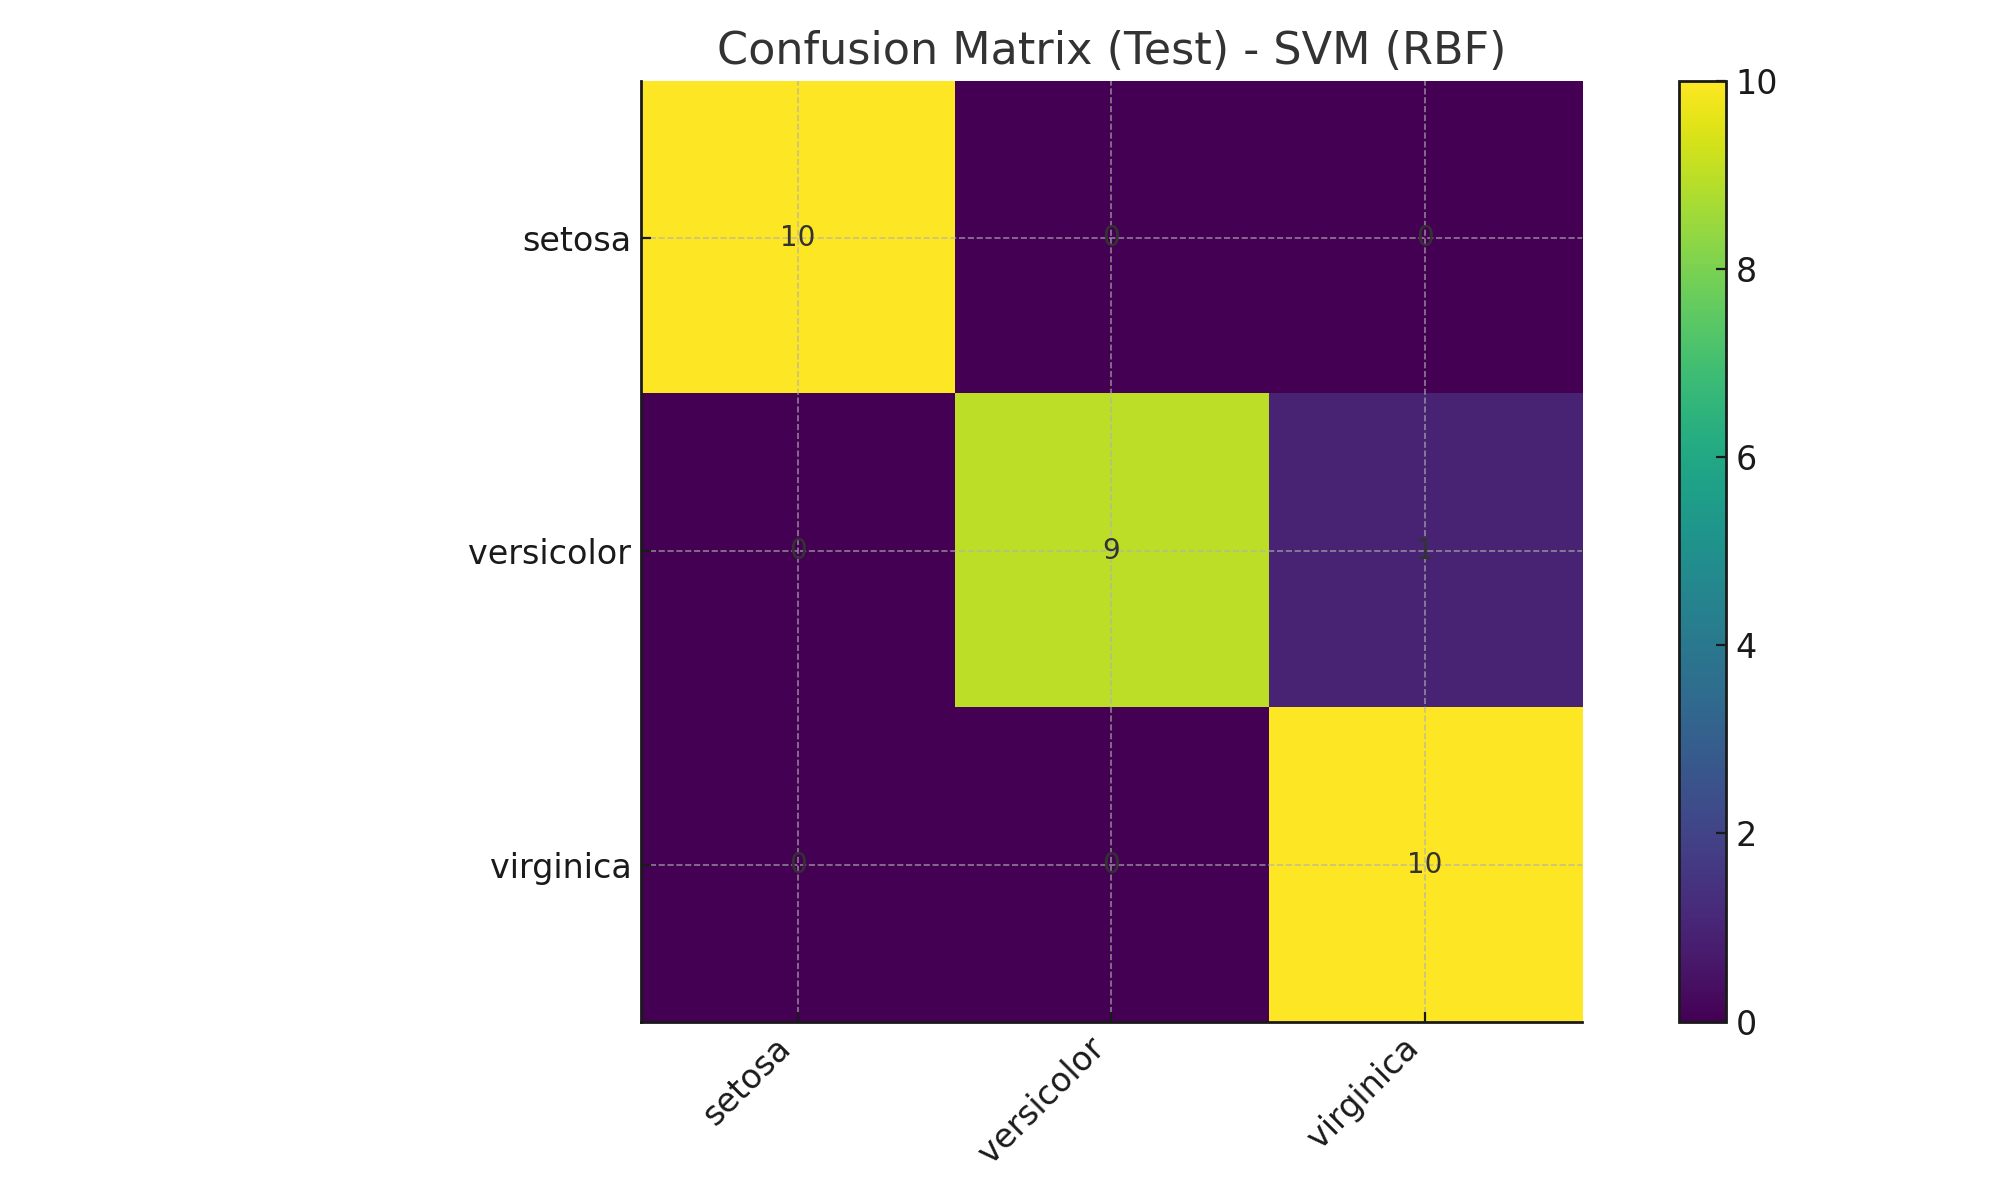 Confusion Matrix (Test) - SVM (RBF)
10
setosa 10 0 0
8
6
versicolor 0 9 1
4
2
virginica 0 0 10
0
setosa versicolor virginica